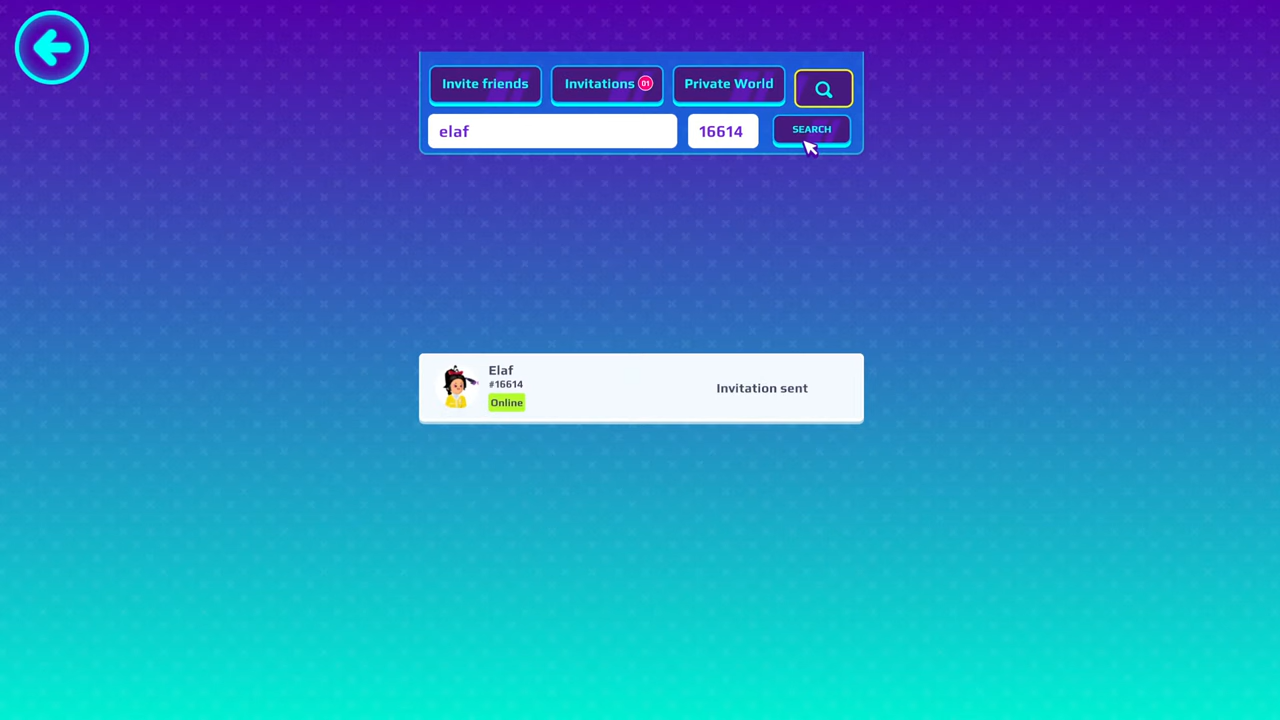 Invite friends
Invitations 01
Private World
elaf
16614
SEARCH
Elaf
#16614
Online
Invitation sent